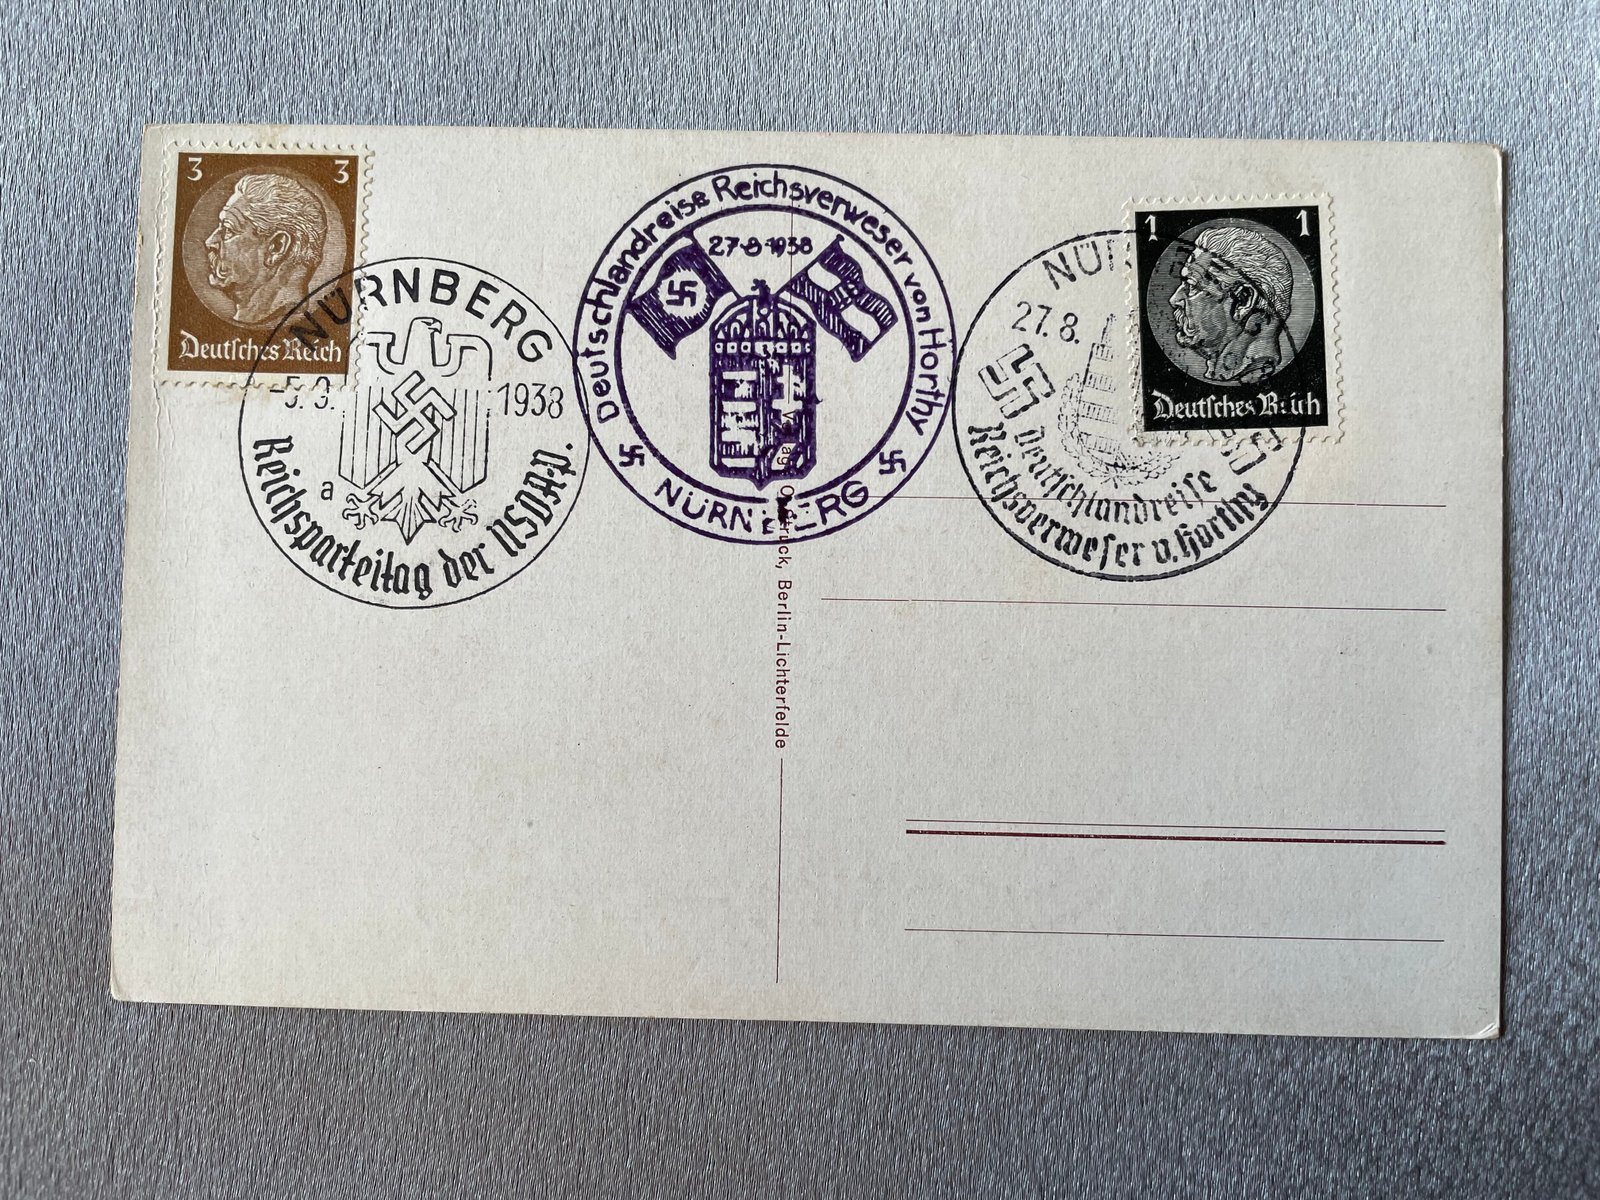 3 3
Deutsches Reich
NÜRNBERG
-5.9. 1938
a
Reichsparteitag der NSDAP.
Deutschlandreise Reichsverweser von Horthy
27·8·1938
NÜRNBERG
druck, Berlin-Lichterfelde
1 1
Deutsches Reich
27.8.
Deutschlandreise
Reichsverweser v. Horthy